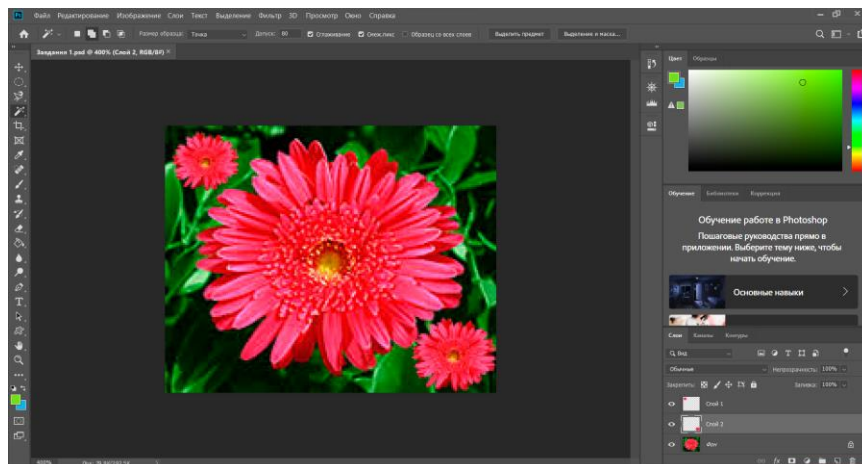 Ps Файл Редактирование Изображение Слои Текст Выделение Фильтр 3D Просмотр Окно Справка
Размер образца: Точка Допуск: 80 Сглаживание Смеж.пикс Образец со всех слоев Выделить предмет Выделение и маска...
Задание 1.psd @ 400% (Слой 2, RGB/8#) ×
Цвет Образцы
Обучение Библиотеки Коррекция
Обучение работе в Photoshop
Пошаговые руководства прямо в
приложении. Выберите тему ниже, чтобы
начать обучение.
Основные навыки
Слои Каналы Контуры
Вид
Обычные Непрозрачность: 100%
Закрепить: Заливка: 100%
Слой 1
Слой 2
Фон
fx
400%